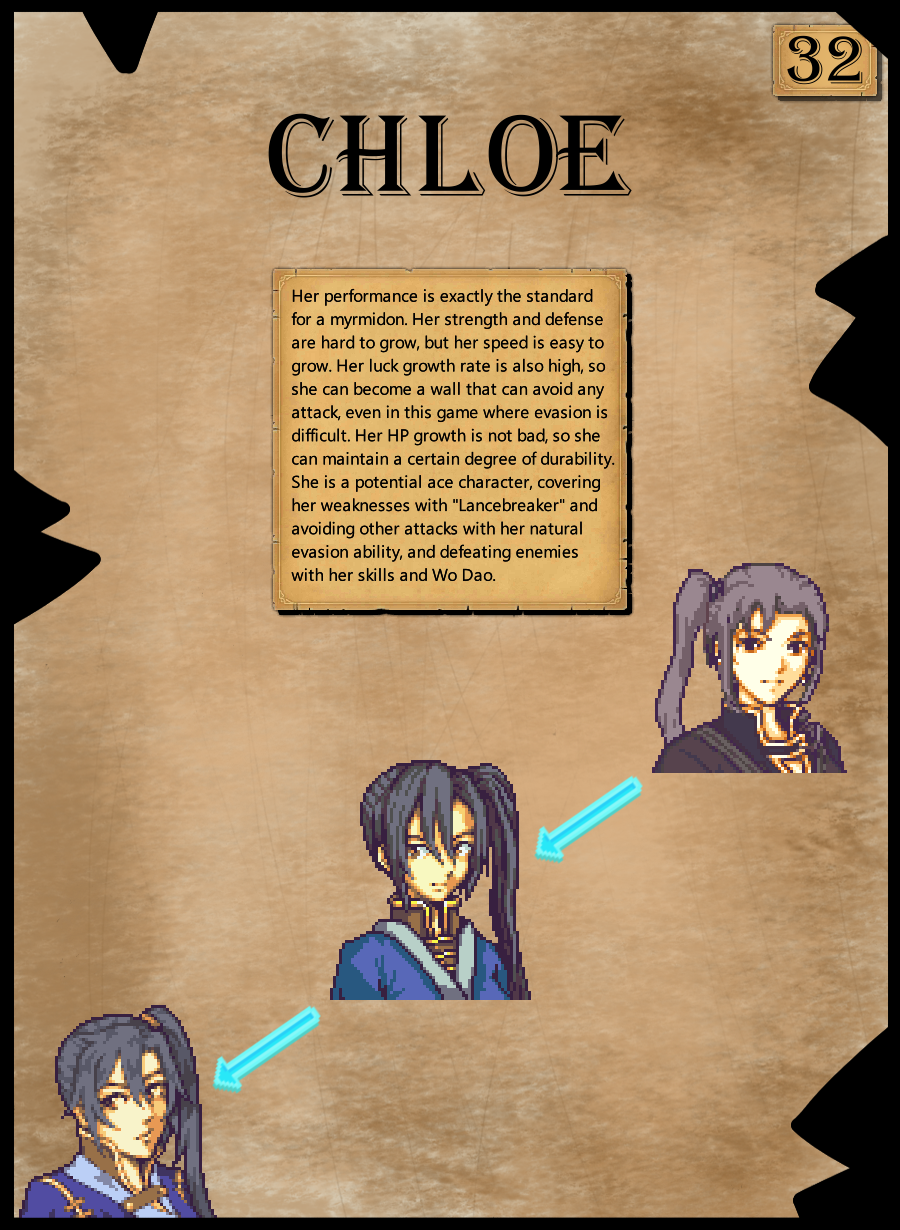 32
CHLOE
Her performance is exactly the standard
for a myrmidon. Her strength and defense
are hard to grow, but her speed is easy to
grow. Her luck growth rate is also high, so
she can become a wall that can avoid any
attack, even in this game where evasion is
difficult. Her HP growth is not bad, so she
can maintain a certain degree of durability.
She is a potential ace character, covering
her weaknesses with "Lancebreaker" and
avoiding other attacks with her natural
evasion ability, and defeating enemies
with her skills and Wo Dao.